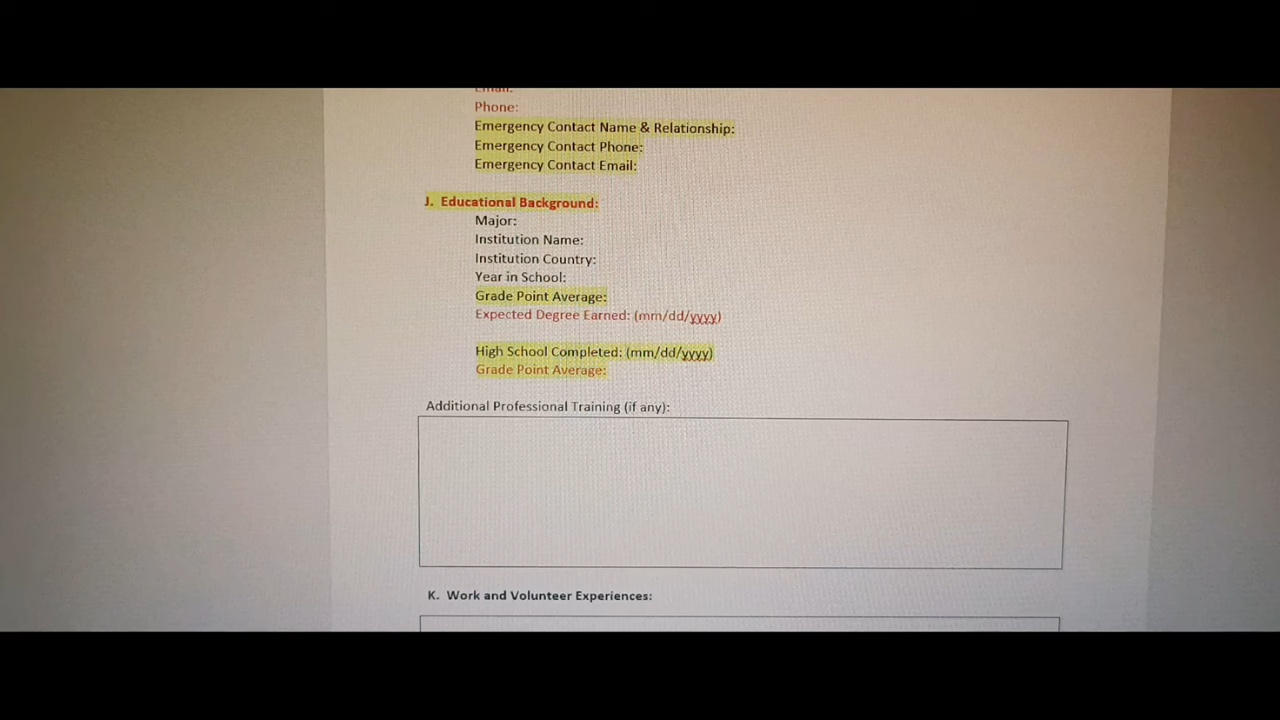 Email:
Phone:
Emergency Contact Name & Relationship:
Emergency Contact Phone:
Emergency Contact Email:
J. Educational Background:
Major:
Institution Name:
Institution Country:
Year in School:
Grade Point Average:
Expected Degree Earned: (mm/dd/yyyy)
High School Completed: (mm/dd/yyyy)
Grade Point Average:
Additional Professional Training (if any):
K. Work and Volunteer Experiences: